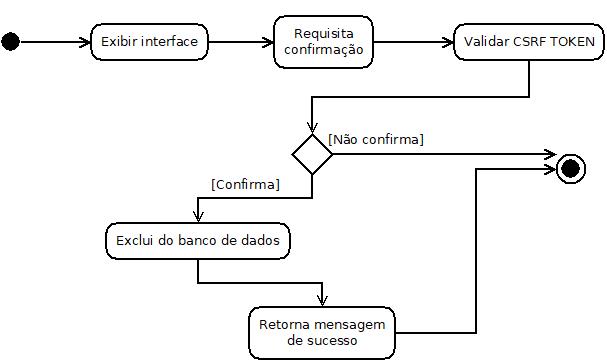 Exibir interface
Requisita
confirmação
Validar CSRF TOKEN
[Não confirma]
[Confirma]
Exclui do banco de dados
Retorna mensagem
de sucesso